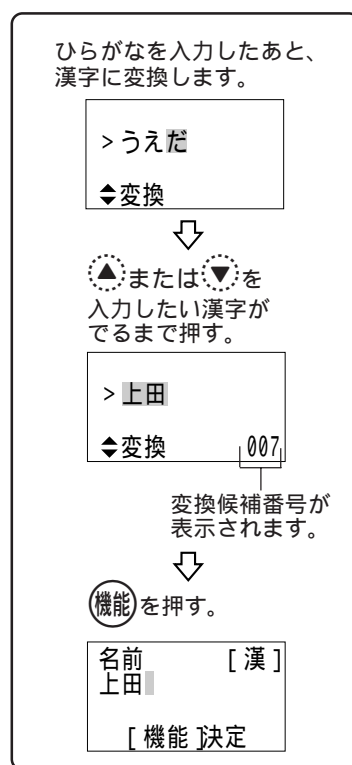 ひらがなを入力したあと、
漢字に変換します。
>うえだ
変換
▲または▼を
入力したい漢字が
でるまで押す。
>上田
変換 007
変換候補番号が
表示されます。
機能を押す。
名前 [漢]
上田
[機能]決定